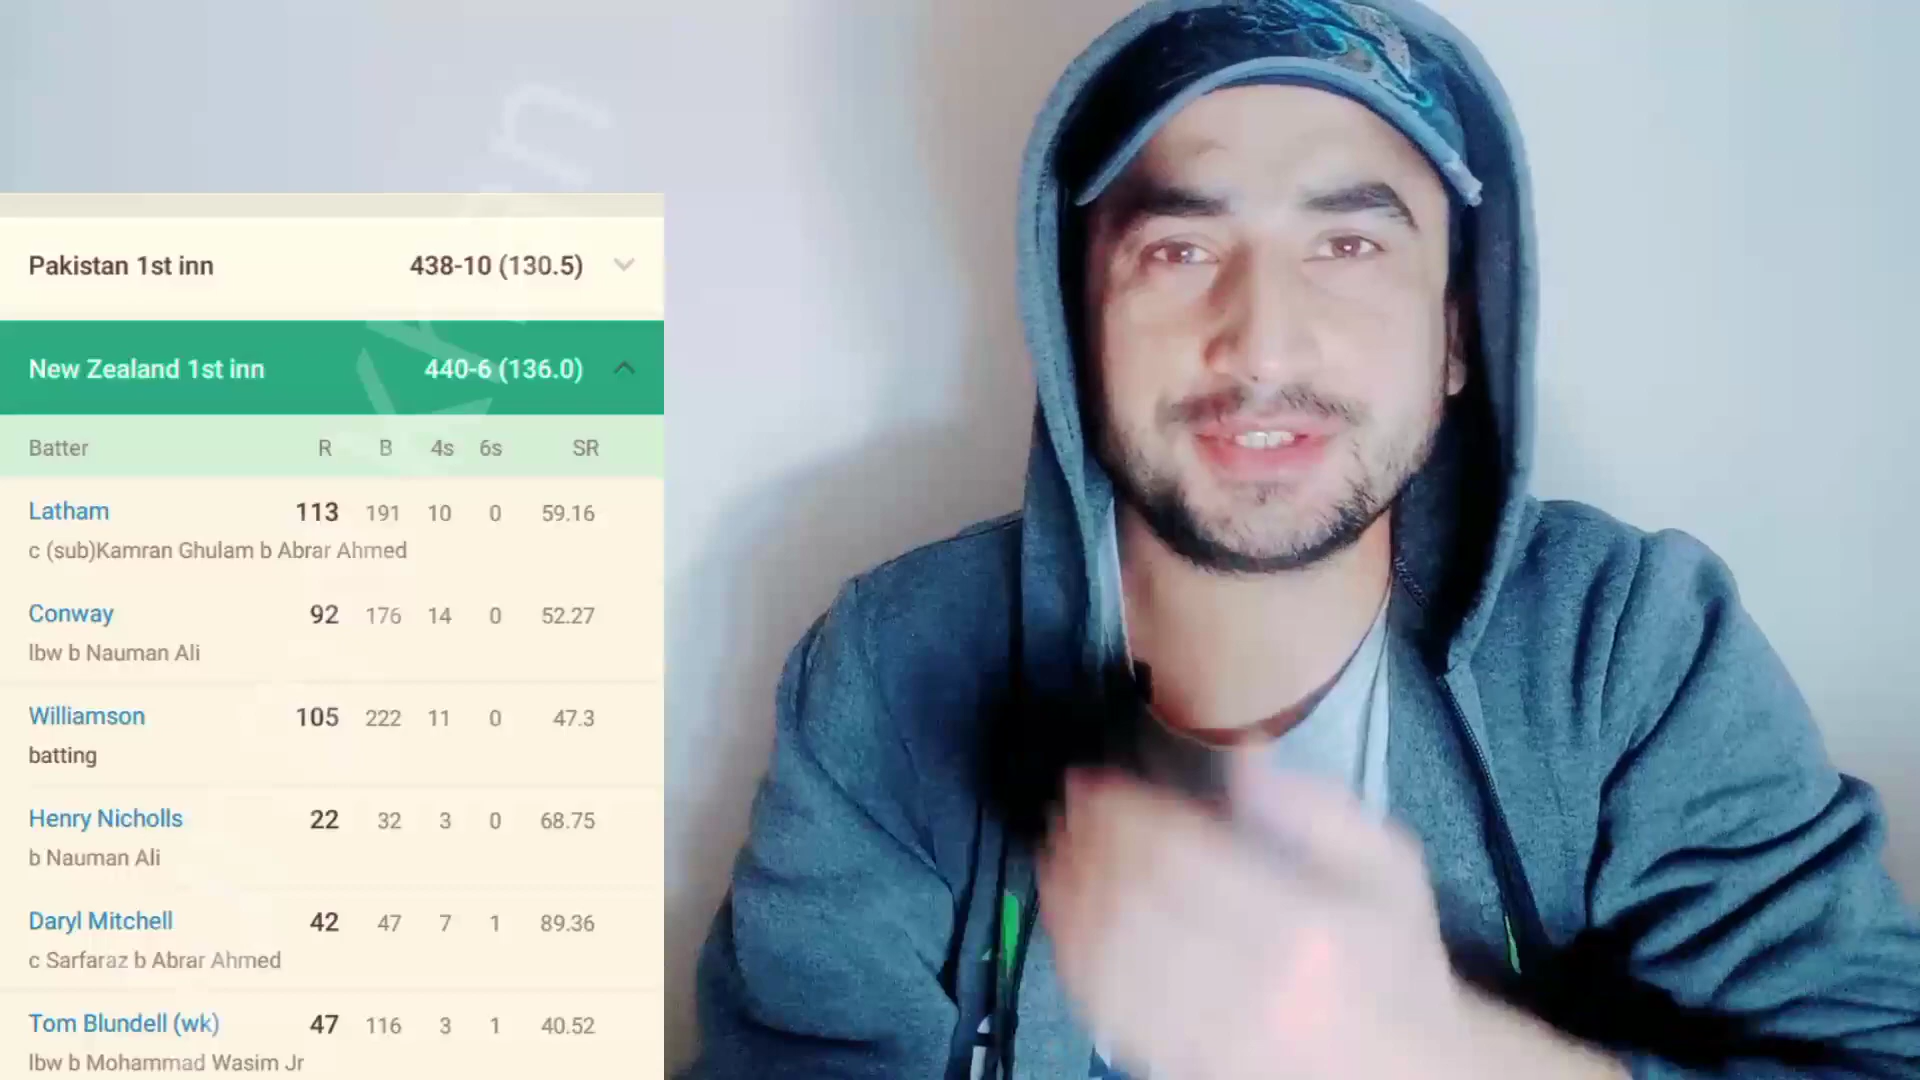 Pakistan 1st inn 438-10 (130.5)
New Zealand 1st inn 440-6 (136.0)
Batter R B 4s 6s SR
Latham 113 191 10 0 59.16
c (sub)Kamran Ghulam b Abrar Ahmed
Conway 92 176 14 0 52.27
lbw b Nauman Ali
Williamson 105 222 11 0 47.3
batting
Henry Nicholls 22 32 3 0 68.75
b Nauman Ali
Daryl Mitchell 42 47 7 1 89.36
c Sarfaraz b Abrar Ahmed
Tom Blundell (wk) 47 116 3 1 40.52
lbw b Mohammad Wasim Jr